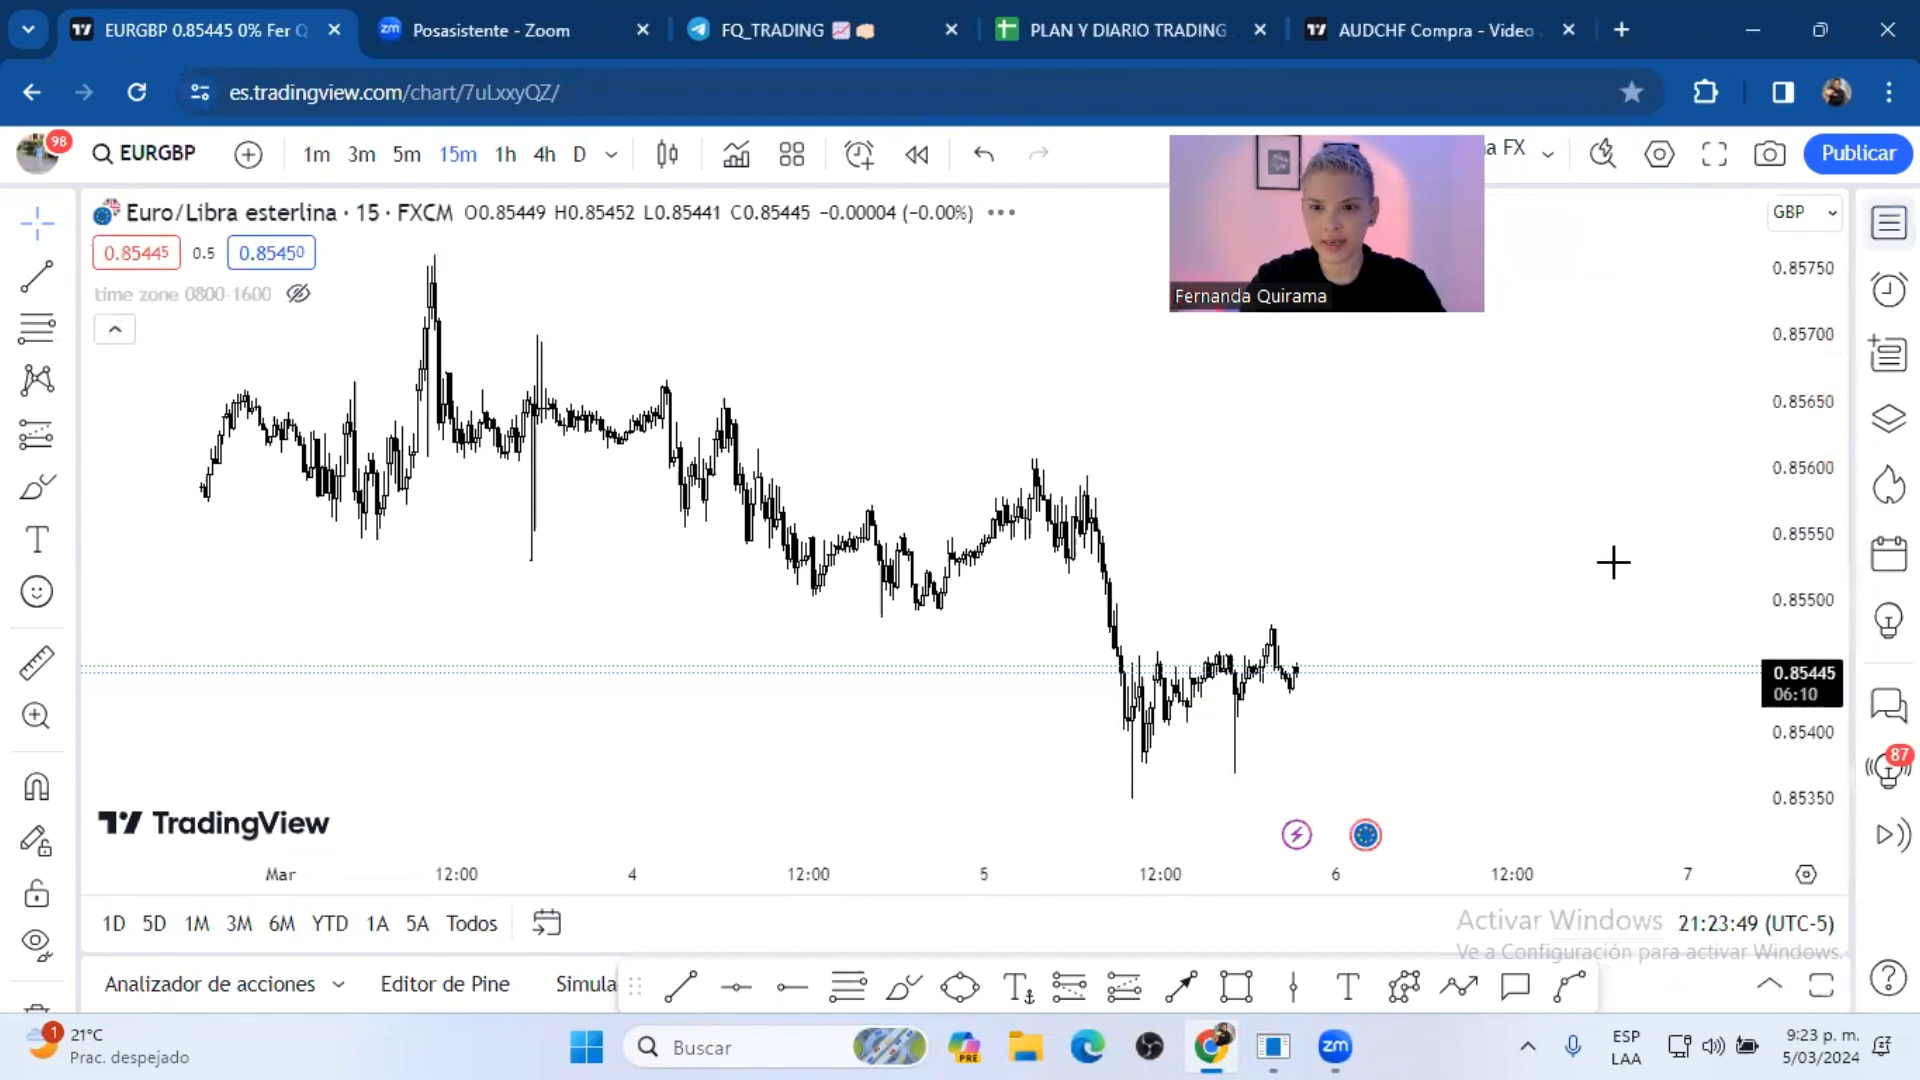 EURGBP 0.85445 0% Fer Q
Posasistente - Zoom
FQ_TRADING
PLAN Y DIARIO TRADING
AUDCHF Compra - Video
es.tradingview.com/chart/7uLxxyQZ/
98
EURGBP
1m 3m 5m 15m 1h 4h D
FX
Publicar
Euro/Libra esterlina · 15 · FXCM O0.85449 H0.85452 L0.85441 C0.85445 −0.00004 (−0.00%)
GBP
0.85445 0.5 0.85450
time zone 0800-1600
Fernanda Quirama
0.85750
0.85700
0.85650
0.85600
0.85550
0.85500
0.85445
06:10
0.85400
0.85350
87
TradingView
Mar 12:00 4 12:00 5 12:00 6 12:00 7
1D 5D 1M 3M 6M YTD 1A 5A Todos
Activar Windows
21:23:49 (UTC-5)
Ve a Configuración para activar Windows.
Analizador de acciones Editor de Pine Simula
1
21°C
Prac. despejado
Buscar
PRE
zm
ESP
LAA
9:23 p. m.
5/03/2024